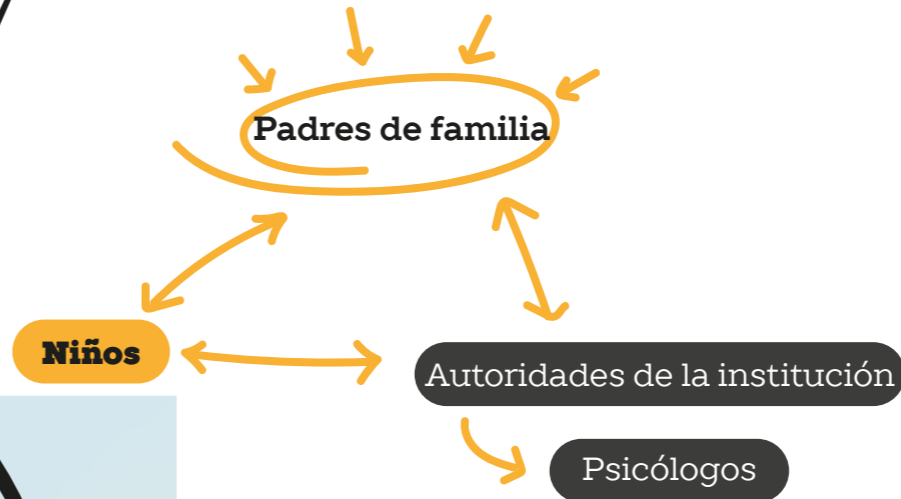 Padres de familia
Niños
Autoridades de la institución
Psicólogos